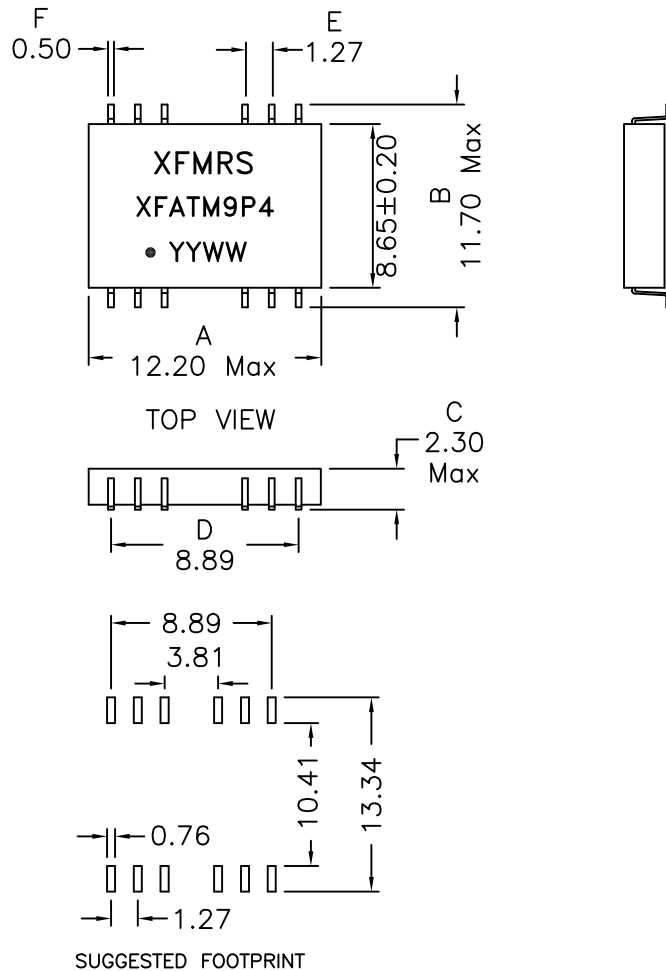 F
0.50
E
1.27
XFMRS
XFATM9P4
YYWW
8.65±0.20
B
11.70 Max
A
12.20 Max
TOP VIEW
C
2.30
Max
D
8.89
8.89
3.81
10.41
13.34
0.76
1.27
SUGGESTED FOOTPRINT